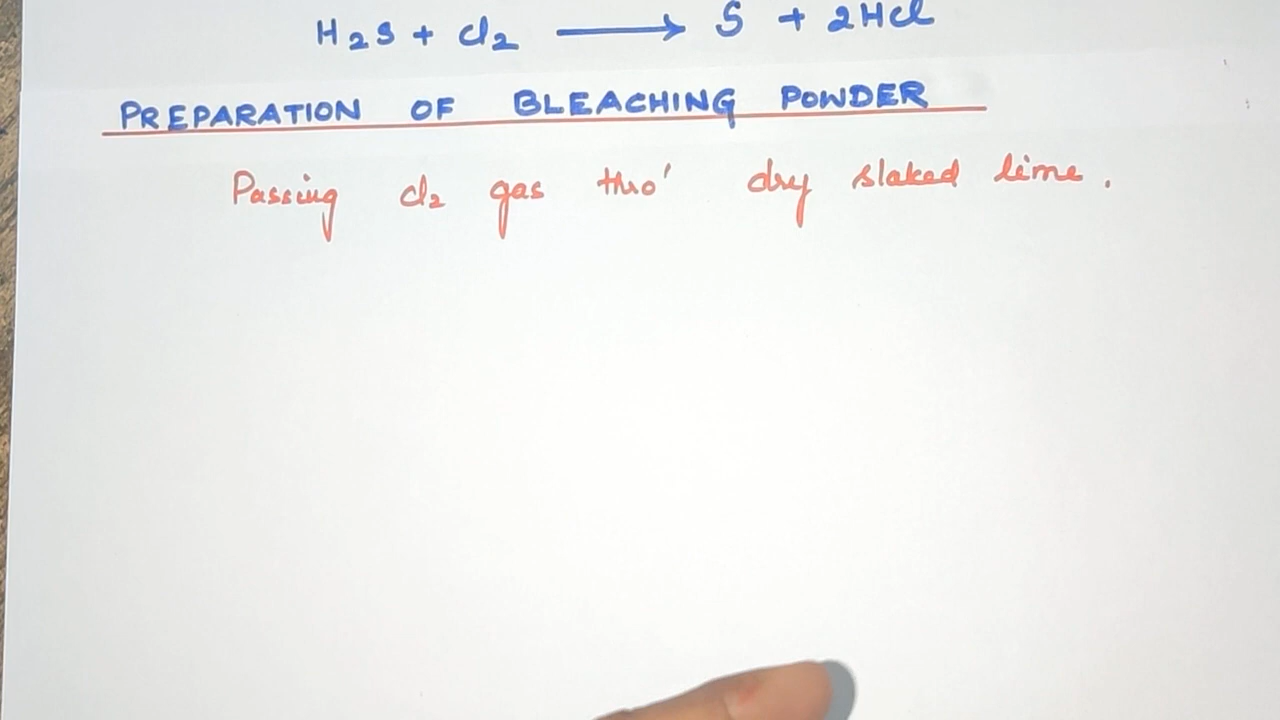 H2S + Cl2 ⟶ S + 2HCl
PREPARATION OF BLEACHING POWDER
Passing Cl2 gas thro' dry slaked lime.